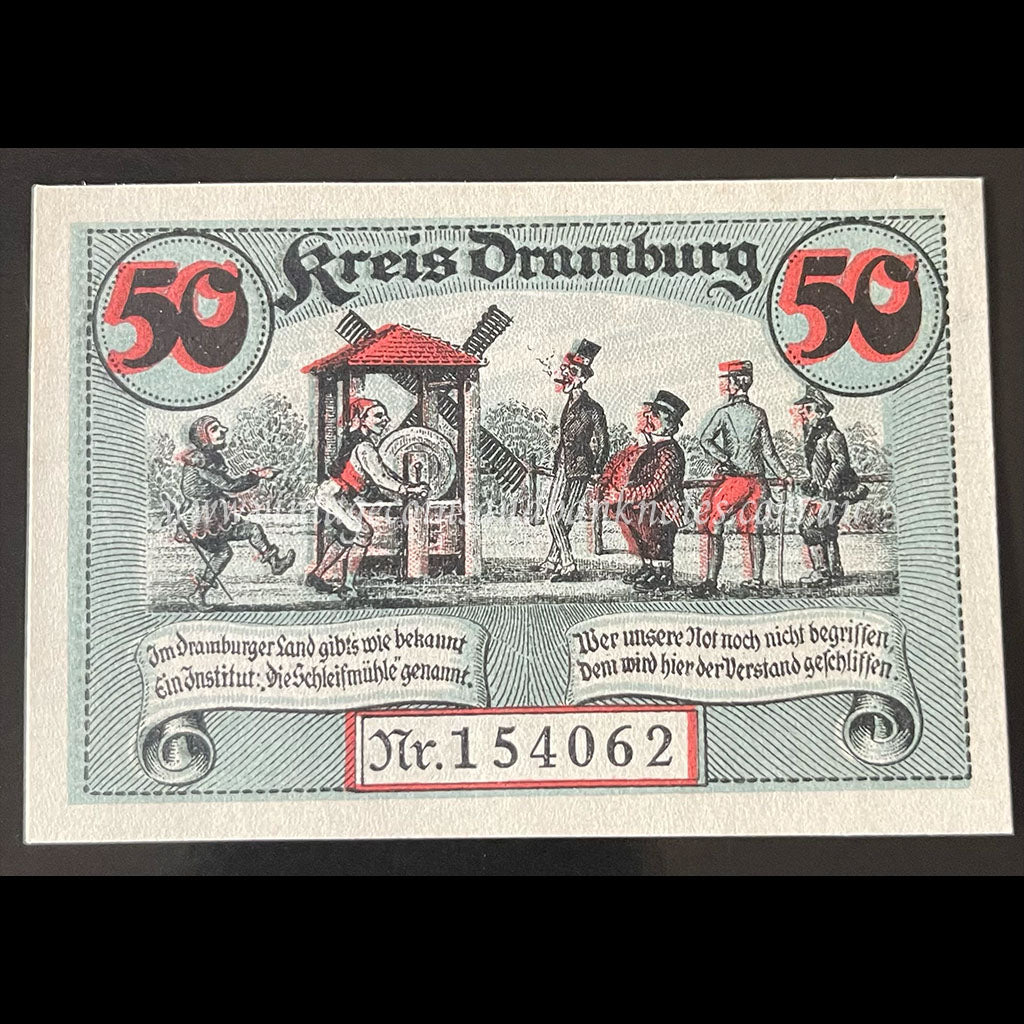 Kreis Dramburg
50
50
Im Dramburger Land gibt's wie bekannt
Ein Institut: „Die Schleifmühle" genannt.
Wer unsere Not noch nicht begriffen,
Dem wird hier der Verstand geschliffen.
Nr. 154062